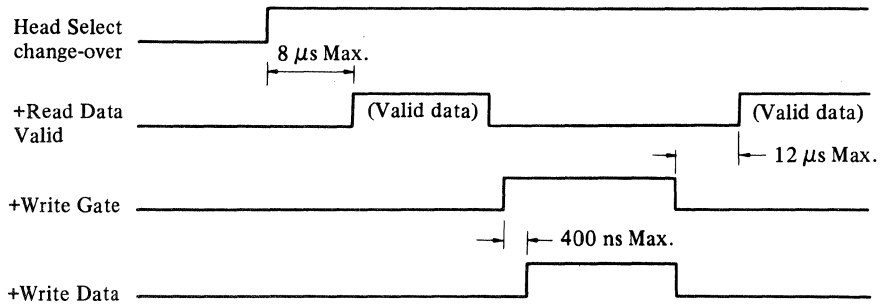 Head Select
change-over
8 μs Max.
+Read Data
Valid
(Valid data)
(Valid data)
12 μs Max.
+Write Gate
400 ns Max.
+Write Data